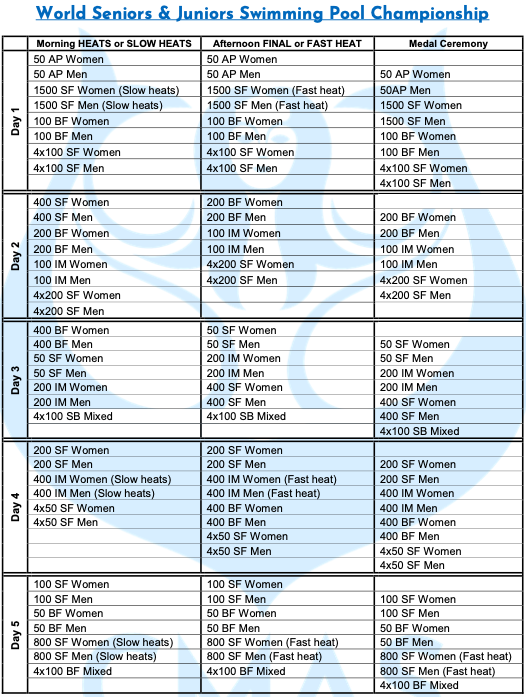 World Seniors & Juniors Swimming Pool Championship
Morning HEATS or SLOW HEATS Afternoon FINAL or FAST HEAT Medal Ceremony
Day 1
50 AP Women 50 AP Women
50 AP Men 50 AP Men 50 AP Women
1500 SF Women (Slow heats) 1500 SF Women (Fast heat) 50AP Men
1500 SF Men (Slow heats) 1500 SF Men (Fast heat) 1500 SF Women
100 BF Women 100 BF Women 1500 SF Men
100 BF Men 100 BF Men 100 BF Women
4x100 SF Women 4x100 SF Women 100 BF Men
4x100 SF Men 4x100 SF Men 4x100 SF Women
4x100 SF Men
Day 2
400 SF Women 200 BF Women
400 SF Men 200 BF Men 200 BF Women
200 BF Women 100 IM Women 200 BF Men
200 BF Men 100 IM Men 100 IM Women
100 IM Women 4x200 SF Women 100 IM Men
100 IM Men 4x200 SF Men 4x200 SF Women
4x200 SF Women 4x200 SF Men
4x200 SF Men
Day 3
400 BF Women 50 SF Women
400 BF Men 50 SF Men 50 SF Women
50 SF Women 200 IM Women 50 SF Men
50 SF Men 200 IM Men 200 IM Women
200 IM Women 400 SF Women 200 IM Men
200 IM Men 400 SF Men 400 SF Women
4x100 SB Mixed 4x100 SB Mixed 400 SF Men
4x100 SB Mixed
Day 4
200 SF Women 200 SF Women
200 SF Men 200 SF Men 200 SF Women
400 IM Women (Slow heats) 400 IM Women (Fast heat) 200 SF Men
400 IM Men (Slow heats) 400 IM Men (Fast heat) 400 IM Women
4x50 SF Women 400 BF Women 400 IM Men
4x50 SF Men 400 BF Men 400 BF Women
4x50 SF Women 400 BF Men
4x50 SF Men 4x50 SF Women
4x50 SF Men
Day 5
100 SF Women 100 SF Women
100 SF Men 100 SF Men 100 SF Women
50 BF Women 50 BF Women 100 SF Men
50 BF Men 50 BF Men 50 BF Women
800 SF Women (Slow heats) 800 SF Women (Fast heat) 50 BF Men
800 SF Men (Slow heats) 800 SF Men (Fast heat) 800 SF Women (Fast heat)
4x100 BF Mixed 4x100 BF Mixed 800 SF Men (Fast heat)
4x100 BF Mixed